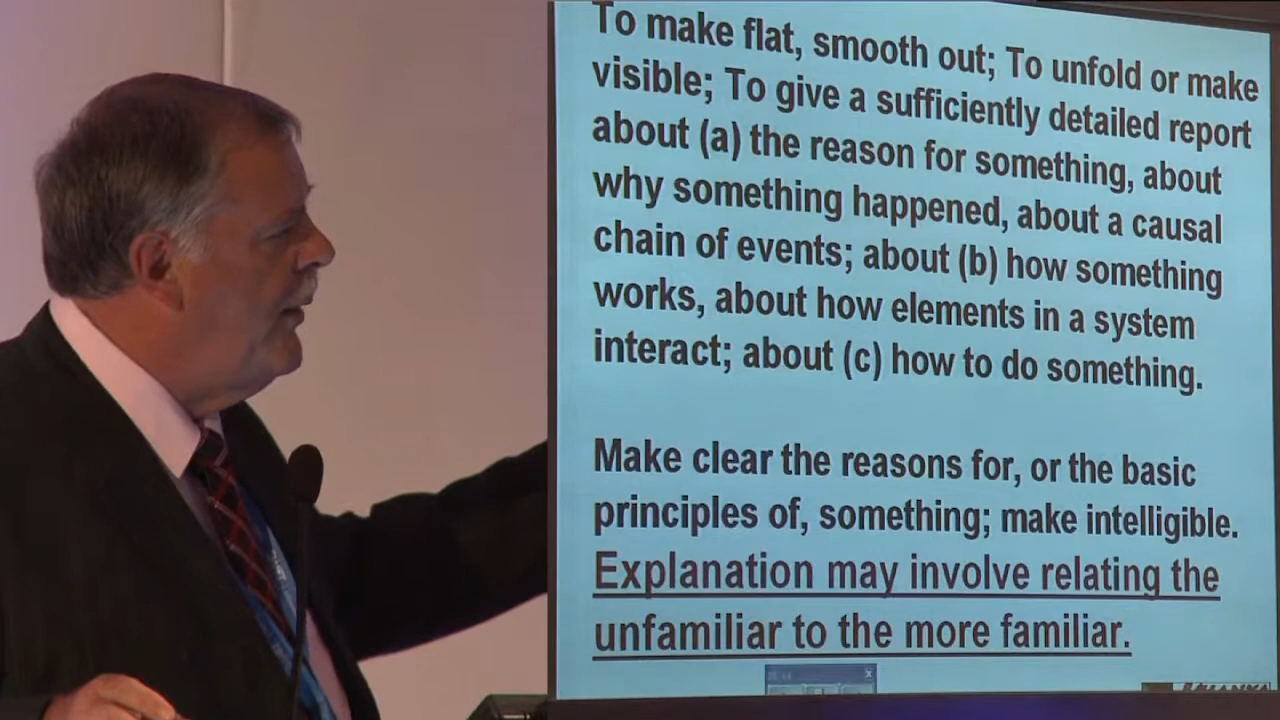 To make flat, smooth out; To unfold or make
visible; To give a sufficiently detailed report
about (a) the reason for something, about
why something happened, about a causal
chain of events; about (b) how something
works, about how elements in a system
interact; about (c) how to do something.
Make clear the reasons for, or the basic
principles of, something; make intelligible.
Explanation may involve relating the
unfamiliar to the more familiar.